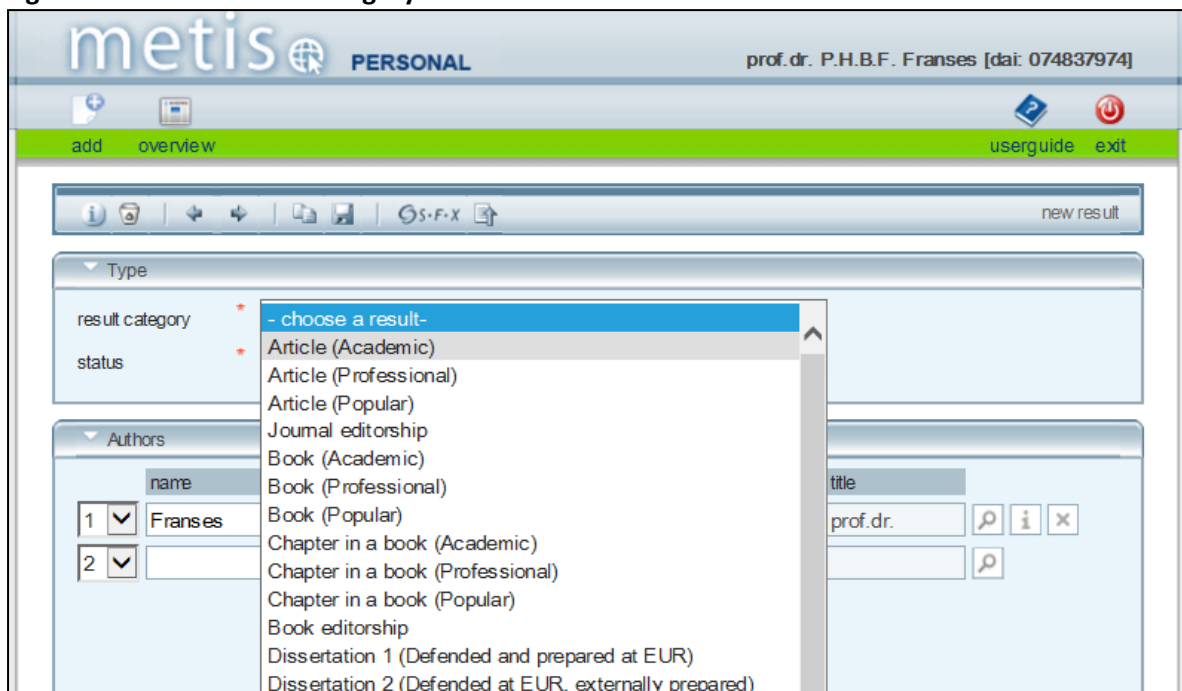 metis PERSONAL prof.dr. P.H.B.F. Franses [dai: 074837974]
add overview userguide exit
S·F·X new result
Type
result category * - choose a result-
Article (Academic)
status *
Article (Professional)
Article (Popular)
Journal editorship
Authors
Book (Academic)
name Book (Professional) title
1 Franses Book (Popular) prof.dr.
Chapter in a book (Academic)
2 Chapter in a book (Professional)
Chapter in a book (Popular)
Book editorship
Dissertation 1 (Defended and prepared at EUR)
Dissertation 2 (Defended at EUR, externally prepared)